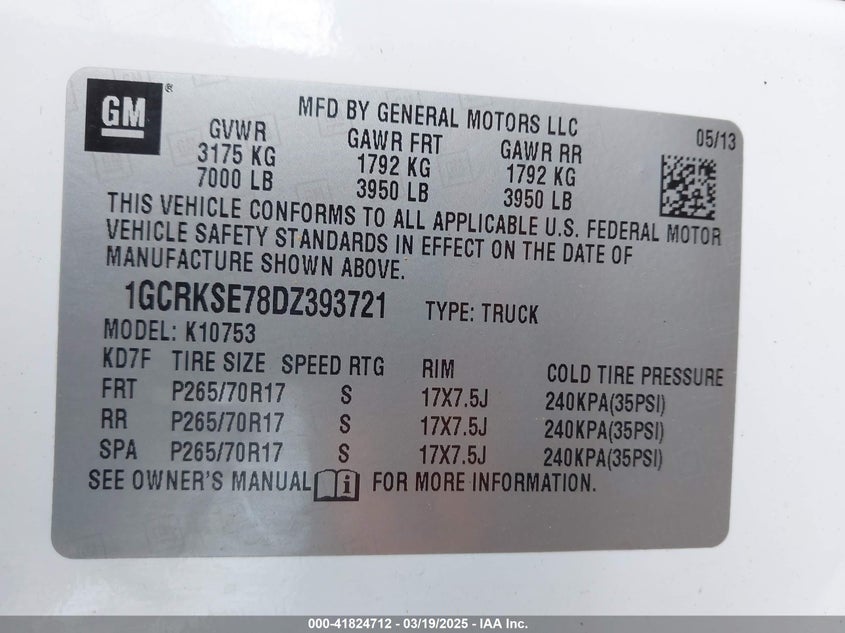 GM®
MFD BY GENERAL MOTORS LLC
05/13
GVWR GAWR FRT GAWR RR
3175 KG 1792 KG 1792 KG
7000 LB 3950 LB 3950 LB
THIS VEHICLE CONFORMS TO ALL APPLICABLE U.S. FEDERAL MOTOR
VEHICLE SAFETY STANDARDS IN EFFECT ON THE DATE OF
MANUFACTURE SHOWN ABOVE.
1GCRKSE78DZ393721 TYPE: TRUCK
MODEL: K10753
KD7F TIRE SIZE SPEED RTG RIM COLD TIRE PRESSURE
FRT P265/70R17 S 17X7.5J 240KPA(35PSI)
RR P265/70R17 S 17X7.5J 240KPA(35PSI)
SPA P265/70R17 S 17X7.5J 240KPA(35PSI)
SEE OWNER'S MANUAL i FOR MORE INFORMATION.
000-41824712 - 03/19/2025 - IAA Inc.